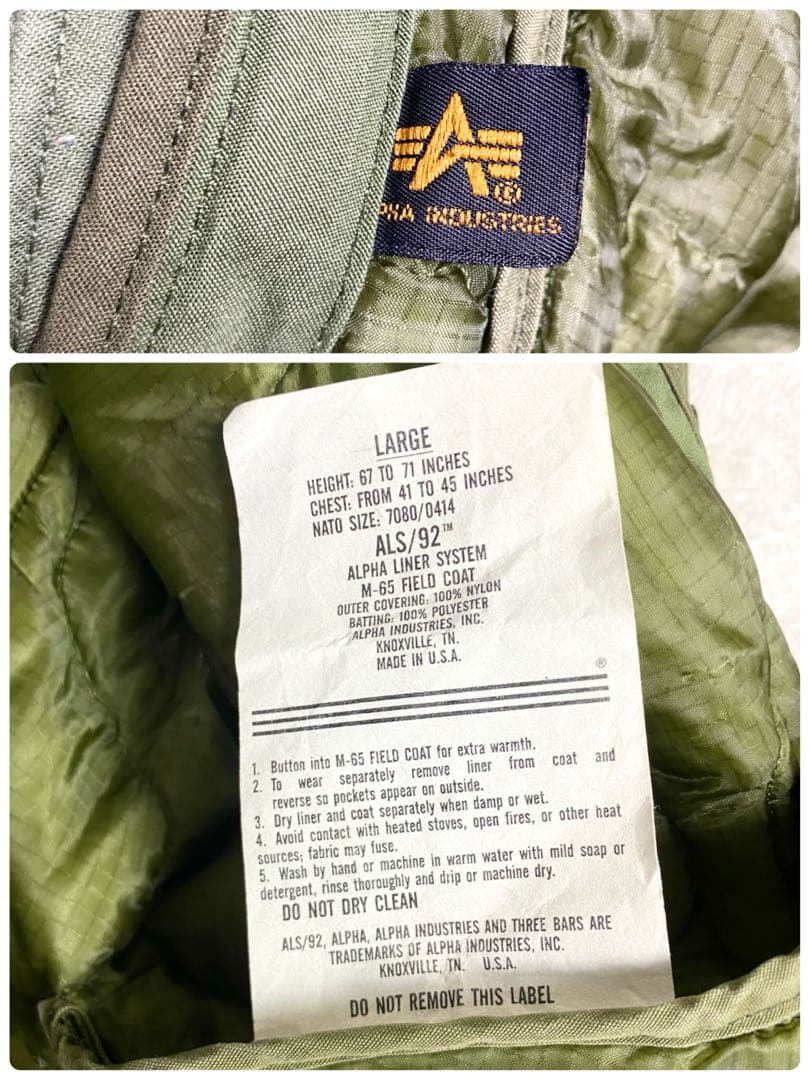 INDUSTRIES
LARGE
HEIGHT: 67 TO 71 INCHES
CHEST: FROM 41 TO 45 INCHES
NATO SIZE: 7080/0414
ALS/92™
ALPHA LINER SYSTEM
M-65 FIELD COAT
OUTER COVERING: 100% NYLON
BATTING: 100% POLYESTER
ALPHA INDUSTRIES, INC.
KNOXVILLE, TN.
MADE IN U.S.A.
®
1. Button into M-65 FIELD COAT for extra warmth.
2. To wear separately remove liner from coat and
reverse so pockets appear on outside.
3. Dry liner and coat separately when damp or wet.
4. Avoid contact with heated stoves, open fires, or other heat
sources; fabric may fuse.
5. Wash by hand or machine in warm water with mild soap or
detergent, rinse thoroughly and drip or machine dry.
DO NOT DRY CLEAN
ALS/92, ALPHA, ALPHA INDUSTRIES AND THREE BARS ARE
TRADEMARKS OF ALPHA INDUSTRIES, INC.
KNOXVILLE, TN. U.S.A.
DO NOT REMOVE THIS LABEL